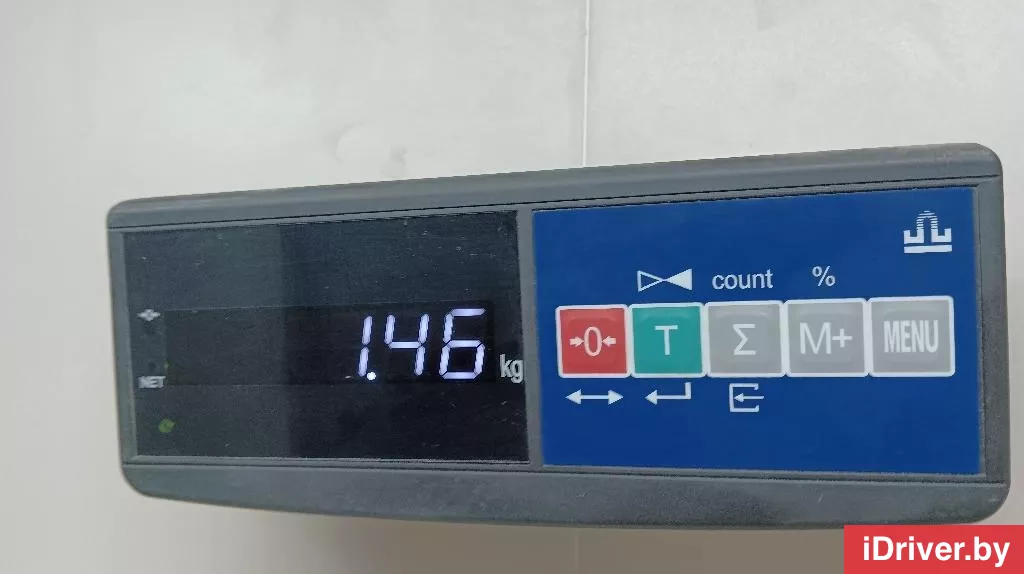 count %
1.46 kg
→0← T Σ M+ MENU
NET
iDriver.by